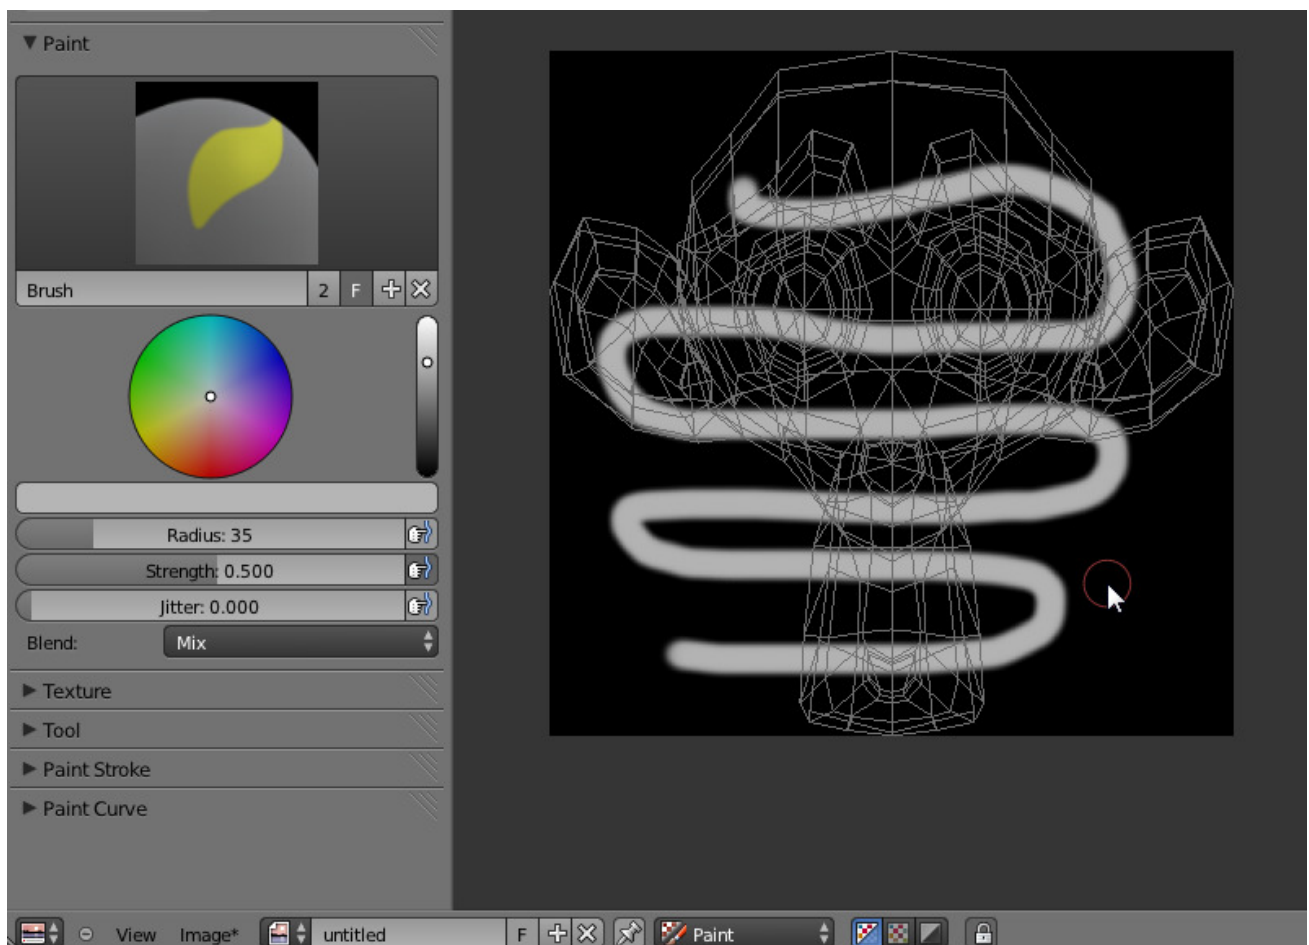 Paint
Brush 2 F
Radius: 35
Strength: 0.500
Jitter: 0.000
Blend: Mix
Texture
Tool
Paint Stroke
Paint Curve
View Image* untitled F Paint